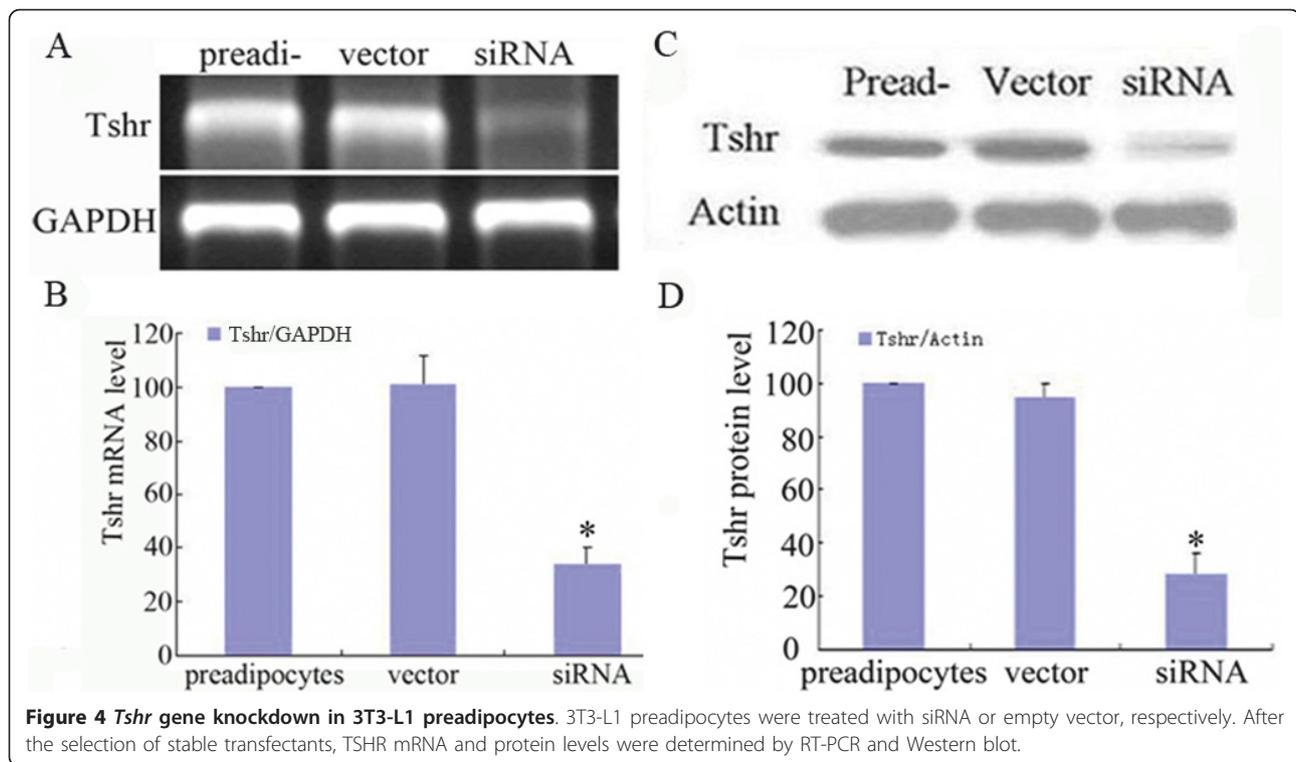 A
preadi- vector siRNA
Tshr
GAPDH
B
Tshr mRNA level
Tshr/GAPDH
120
100
80
60
40
20
0
*
preadipocytes vector siRNA
C
Pread- Vector siRNA
Tshr
Actin
D
Tshr protein level
Tshr/Actin
120
100
80
60
40
20
0
*
preadipocytes vector siRNA
Figure 4 Tshr gene knockdown in 3T3-L1 preadipocytes. 3T3-L1 preadipocytes were treated with siRNA or empty vector, respectively. After
the selection of stable transfectants, TSHR mRNA and protein levels were determined by RT-PCR and Western blot.